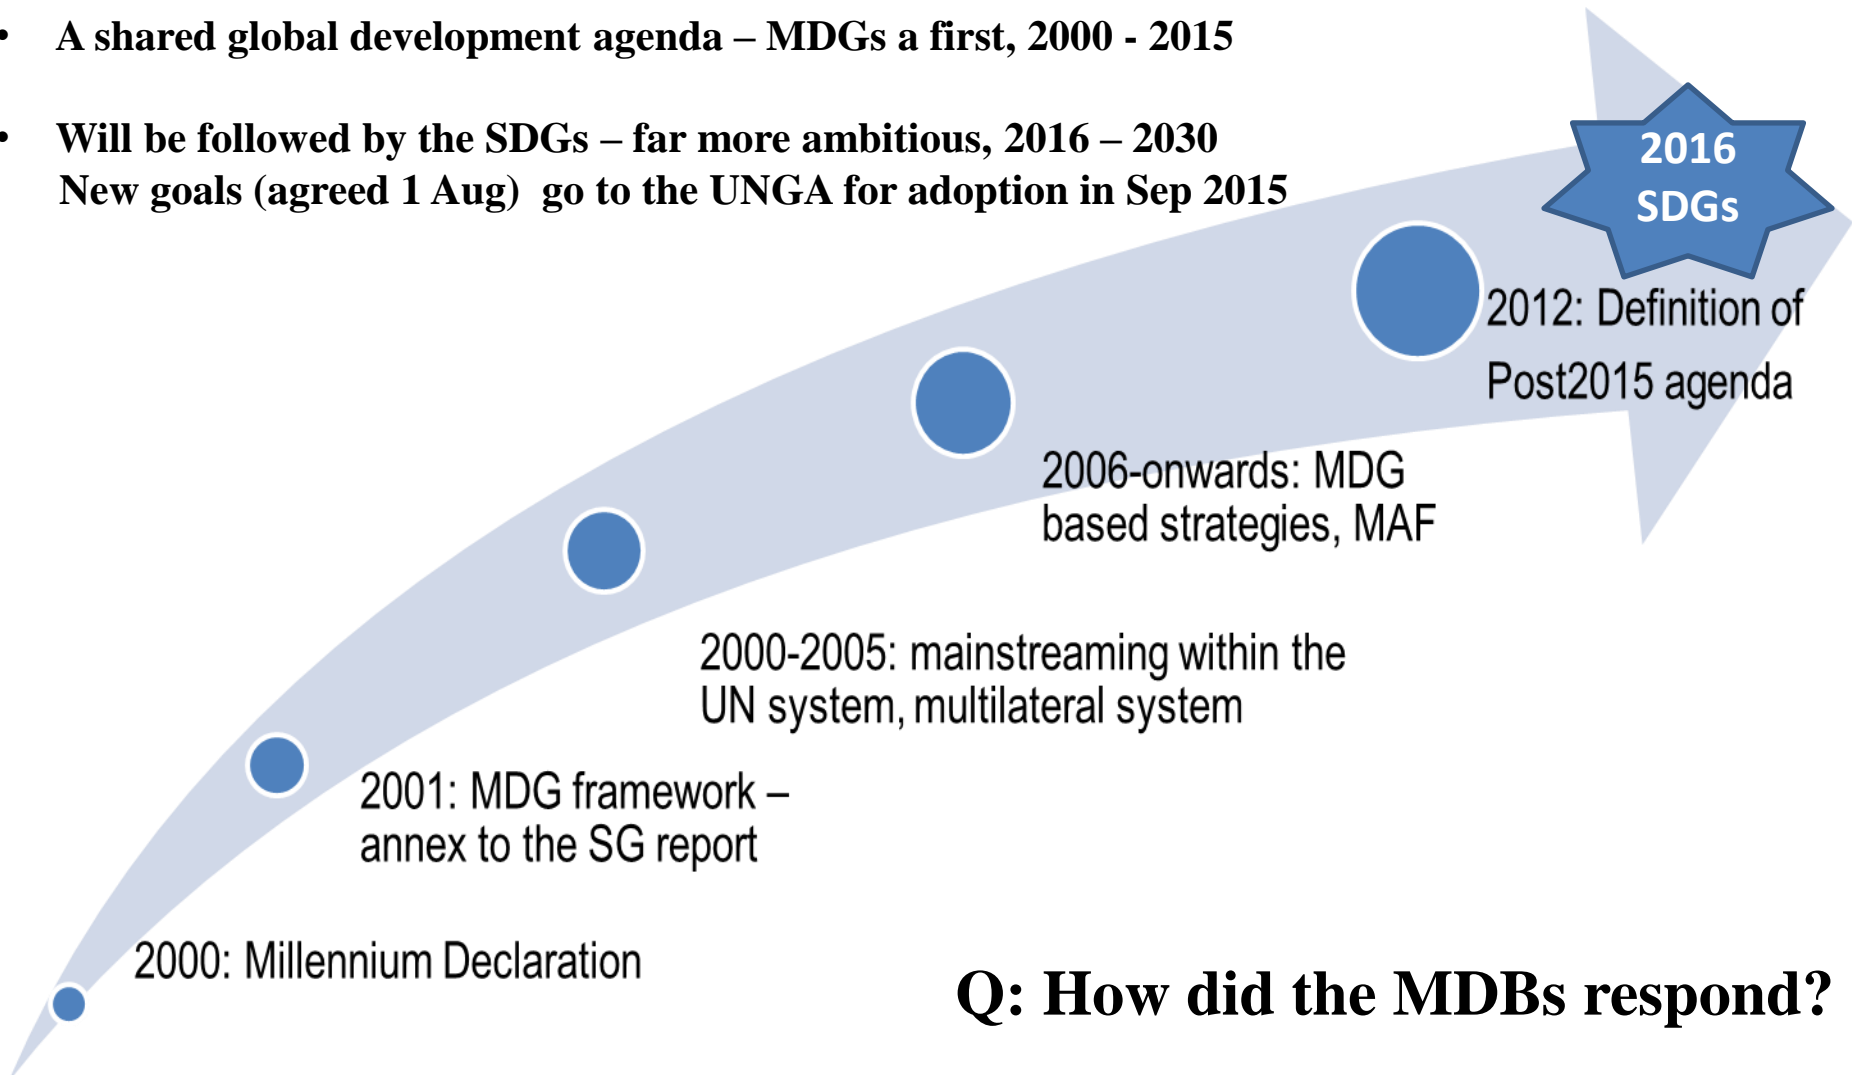 • A shared global development agenda – MDGs a first, 2000 - 2015
• Will be followed by the SDGs – far more ambitious, 2016 – 2030
New goals (agreed 1 Aug)  go to the UNGA for adoption in Sep 2015
2016
SDGs
2012: Definition of
Post2015 agenda
2006-onwards: MDG
based strategies, MAF
2000-2005: mainstreaming within the
UN system, multilateral system
2001: MDG framework –
annex to the SG report
2000: Millennium Declaration
Q: How did the MDBs respond?